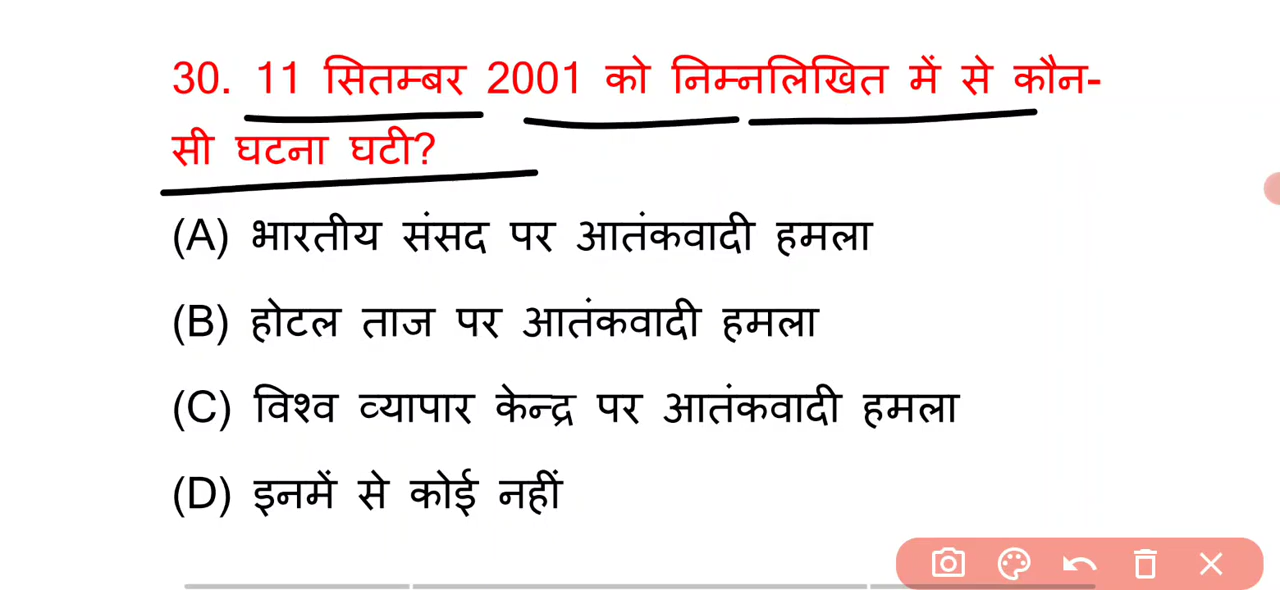 30. 11 सितम्बर 2001 को निम्नलिखित में से कौन-
सी घटना घटी?
(A) भारतीय संसद पर आतंकवादी हमला
(B) होटल ताज पर आतंकवादी हमला
(C) विश्व व्यापार केन्द्र पर आतंकवादी हमला
(D) इनमें से कोई नहीं